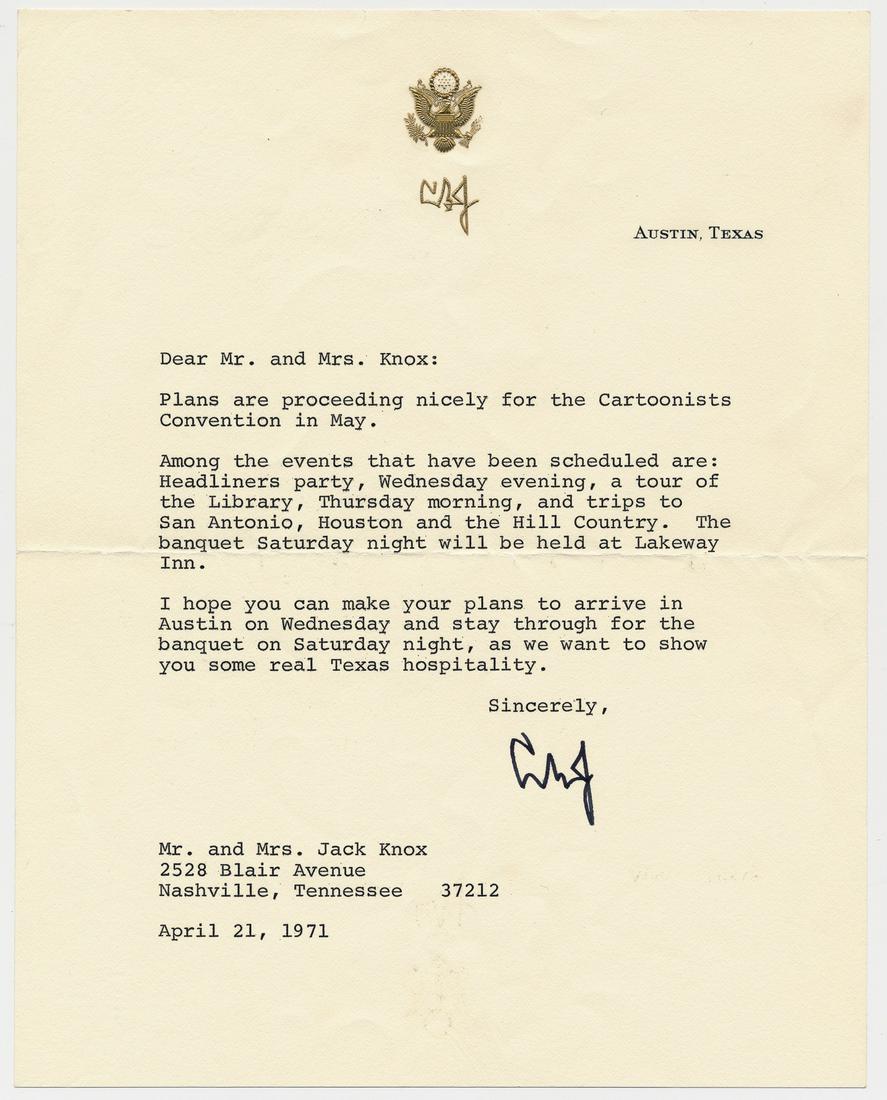 LBJ
Austin, Texas
Dear Mr. and Mrs. Knox:
Plans are proceeding nicely for the Cartoonists
Convention in May.
Among the events that have been scheduled are:
Headliners party, Wednesday evening, a tour of
the Library, Thursday morning, and trips to
San Antonio, Houston and the Hill Country. The
banquet Saturday night will be held at Lakeway
Inn.
I hope you can make your plans to arrive in
Austin on Wednesday and stay through for the
banquet on Saturday night, as we want to show
you some real Texas hospitality.
Sincerely,
LBJ
Mr. and Mrs. Jack Knox
2528 Blair Avenue
Nashville, Tennessee 37212
April 21, 1971